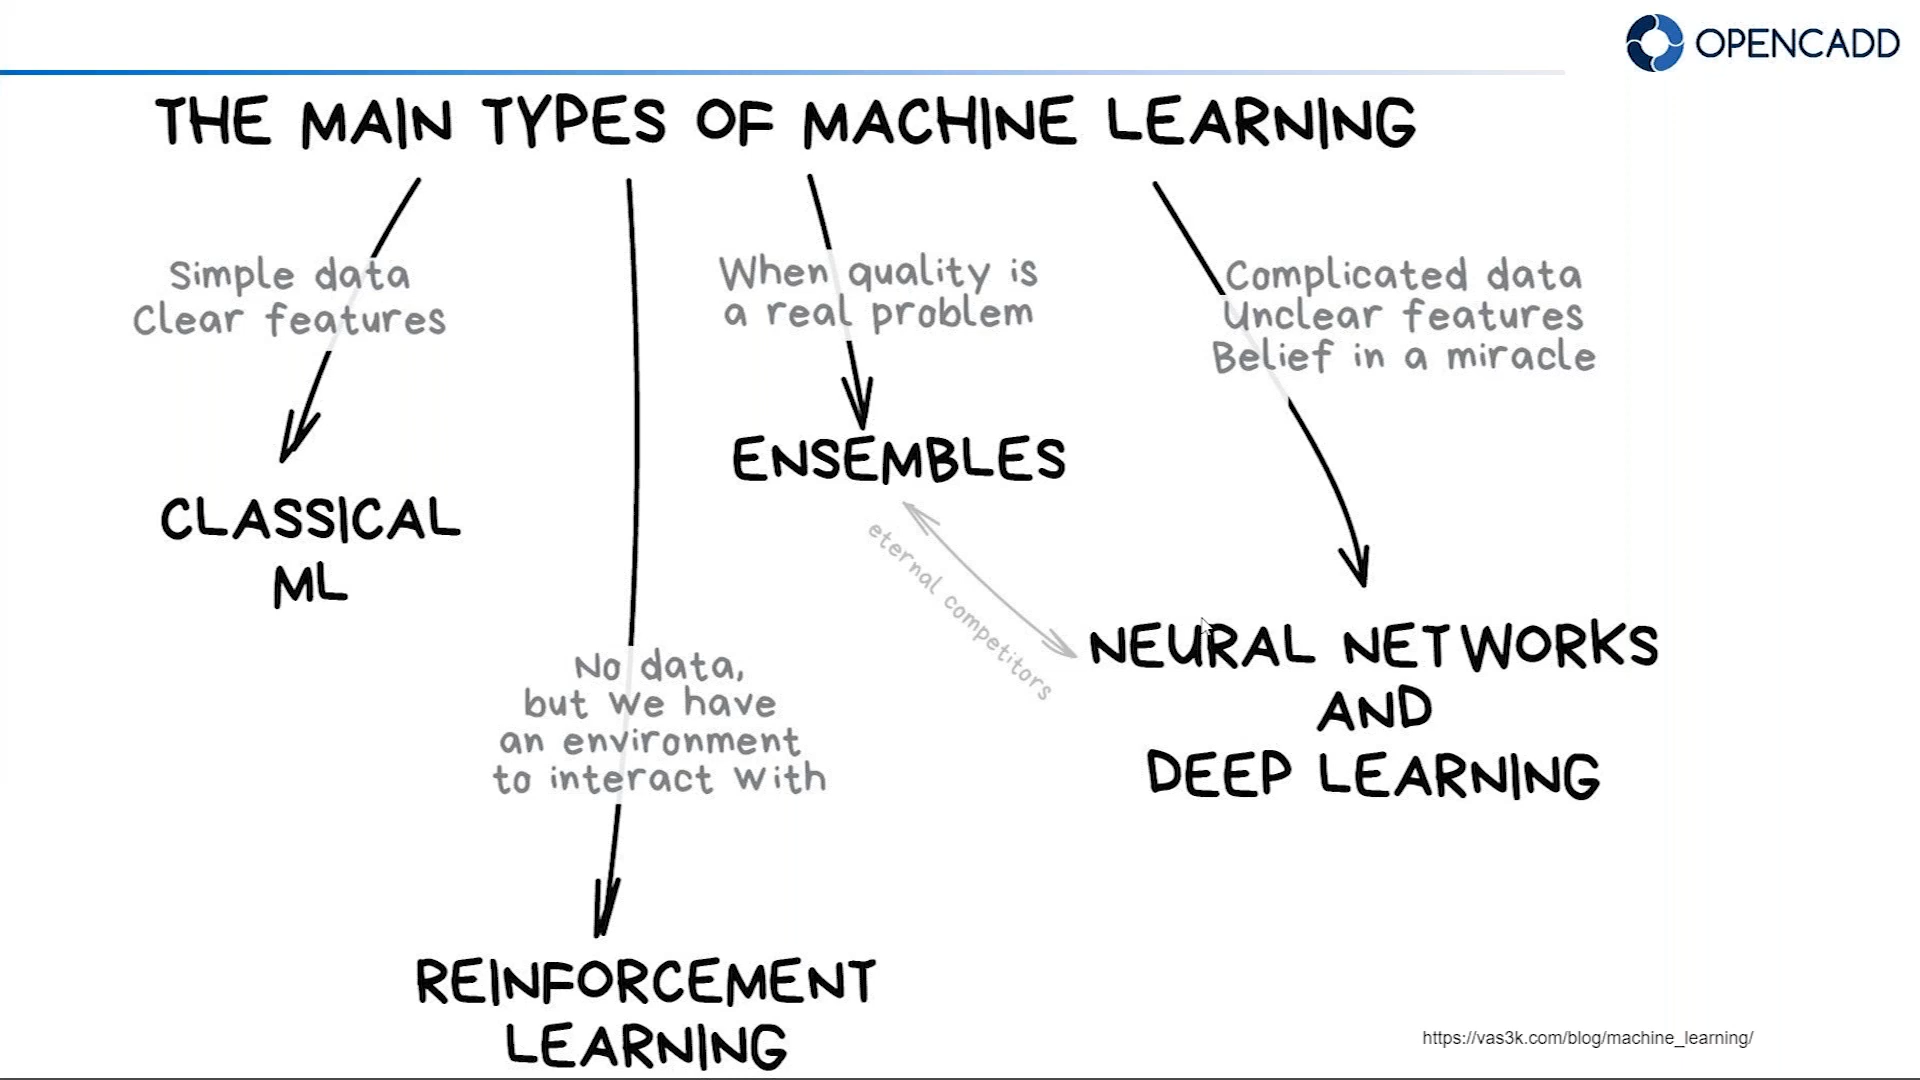 OPENCADD
THE MAIN TYPES OF MACHINE LEARNING
Simple data
Clear features
CLASSICAL
ML
No data,
but we have
an environment
to interact with
REINFORCEMENT
LEARNING
When quality is
a real problem
ENSEMBLES
eternal competitors
Complicated data
Unclear features
Belief in a miracle
NEURAL NETWORKS
AND
DEEP LEARNING
https://vas3k.com/blog/machine_learning/